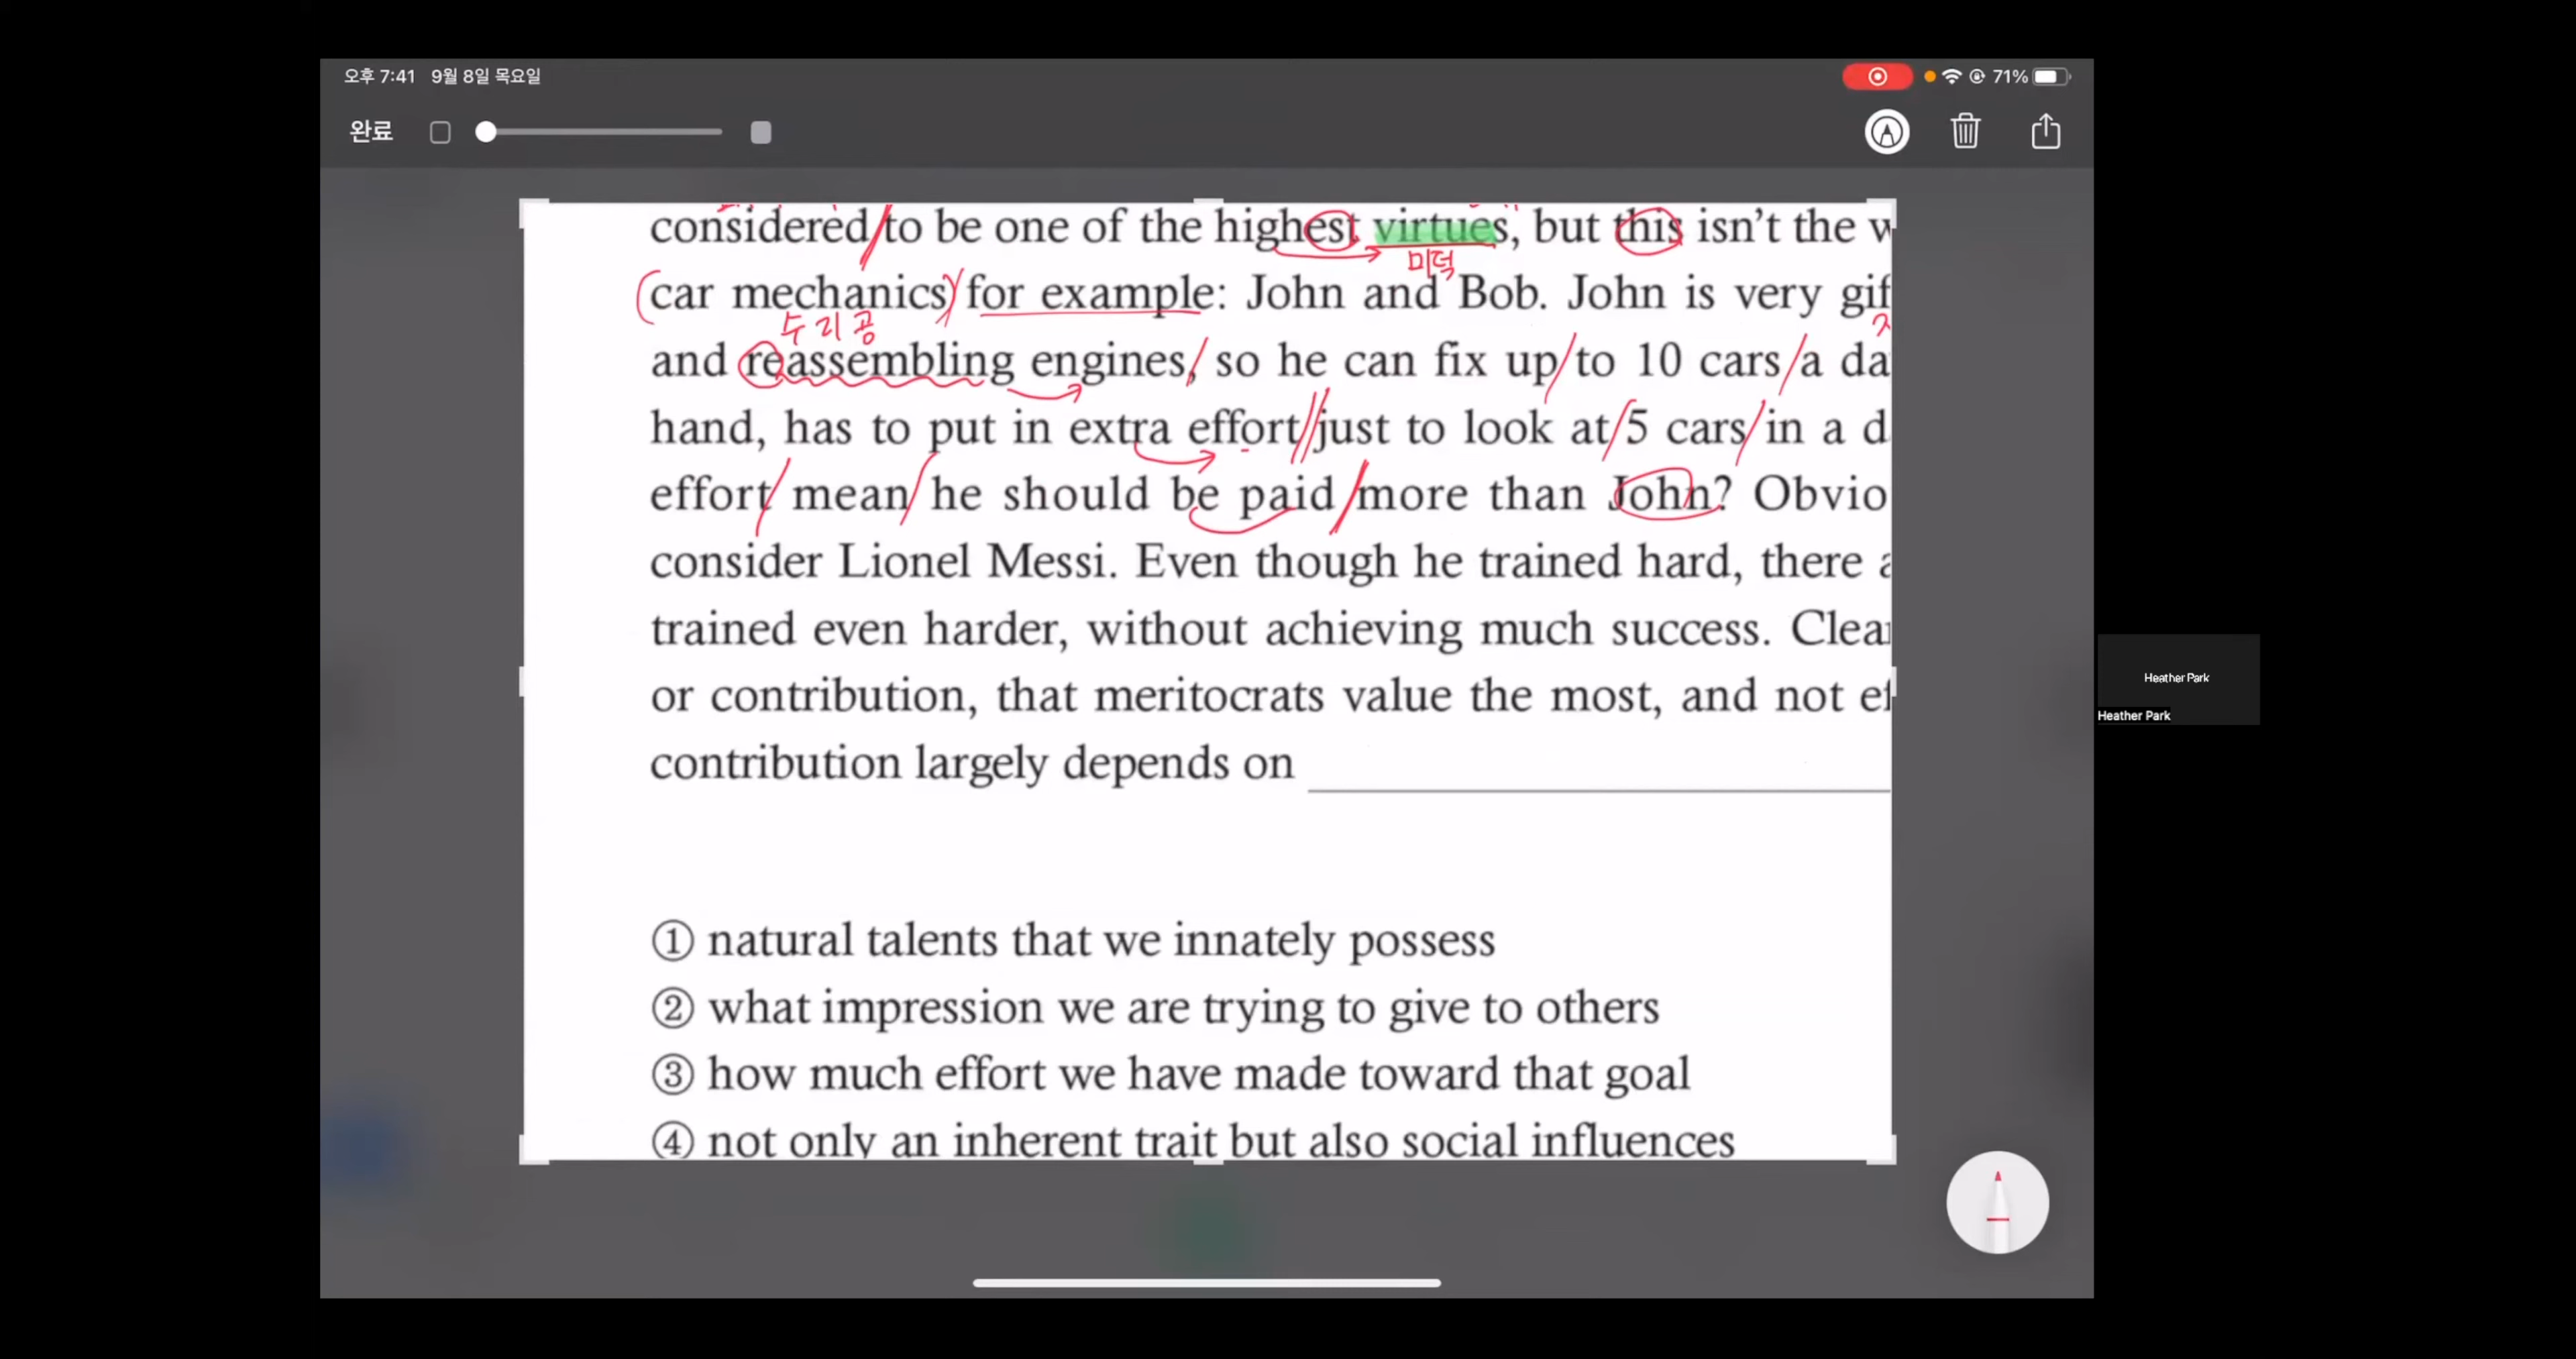 오후 7:41 9월 8일 목요일
71%
완료
considered to be one of the highest virtues, but this isn't the w
미덕
(car mechanics) for example: John and Bob. John is very gif
수리공
and reassembling engines, so he can fix up to 10 cars a da
hand, has to put in extra effort just to look at 5 cars in a d
effort mean he should be paid more than John? Obvio
consider Lionel Messi. Even though he trained hard, there a
trained even harder, without achieving much success. Clea
or contribution, that meritocrats value the most, and not ef
contribution largely depends on
① natural talents that we innately possess
② what impression we are trying to give to others
③ how much effort we have made toward that goal
④ not only an inherent trait but also social influences
Heather Park
Heather Park